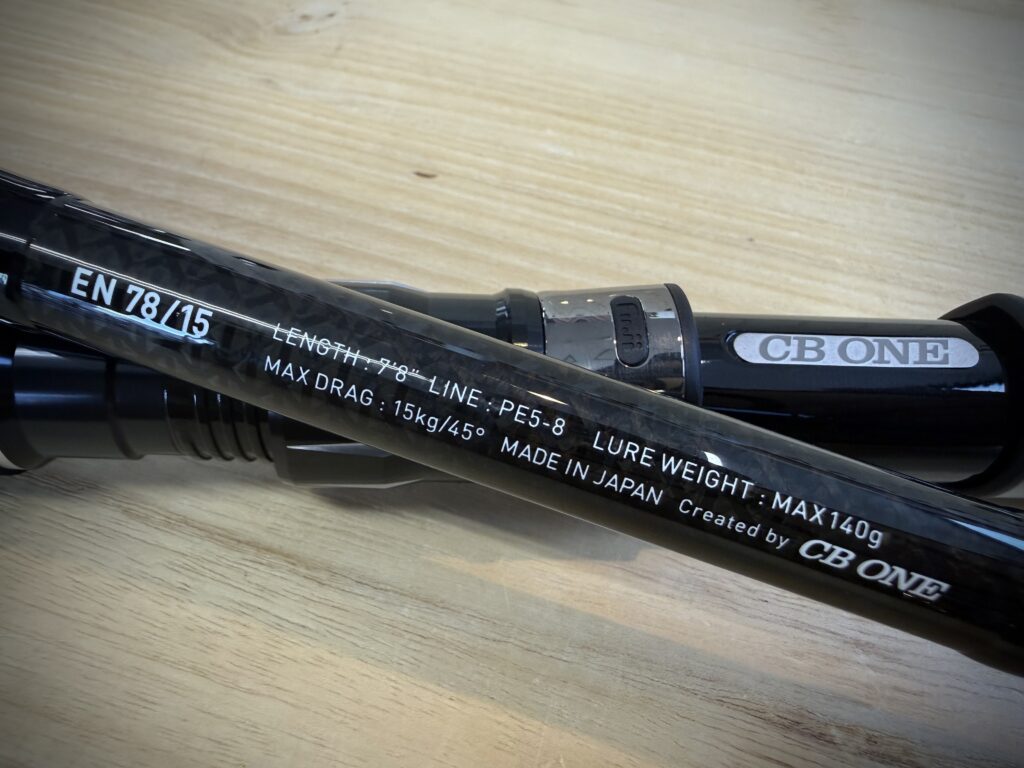 EN 78/15
LENGTH : 7'8" LINE : PE5-8 LURE WEIGHT : MAX140g
MAX DRAG : 15kg/45° MADE IN JAPAN Created by CB ONE
CB ONE